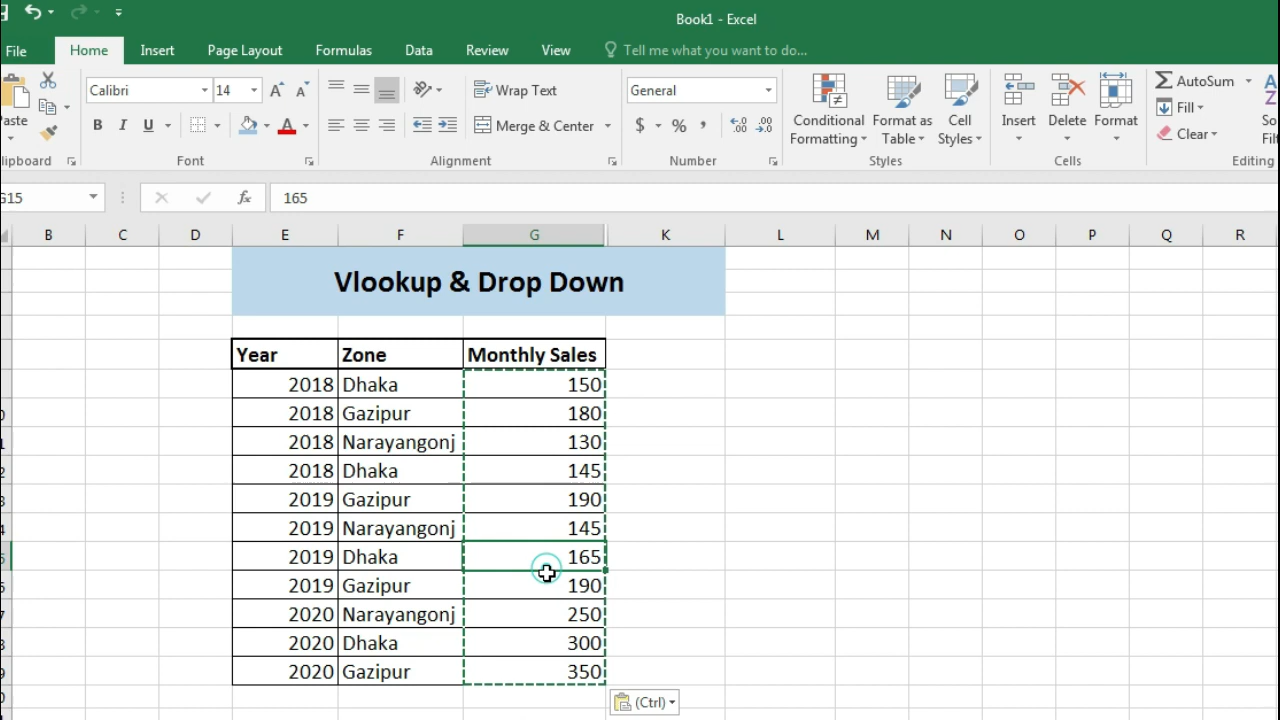 Book1 - Excel
File Home Insert Page Layout Formulas Data Review View Tell me what you want to do...
Calibri 14 Wrap Text General AutoSum
Conditional Formatting Format as Table Cell Styles Insert Delete Format Fill
B I U Merge & Center $ % , Clear
Font Alignment Number Styles Cells Editing
fx 165
B C D E F G K L M N O P Q R
Vlookup & Drop Down
Year Zone Monthly Sales
2018 Dhaka 150
2018 Gazipur 180
2018 Narayangonj 130
2018 Dhaka 145
2019 Gazipur 190
2019 Narayangonj 145
2019 Dhaka 165
2019 Gazipur 190
2020 Narayangonj 250
2020 Dhaka 300
2020 Gazipur 350
(Ctrl)